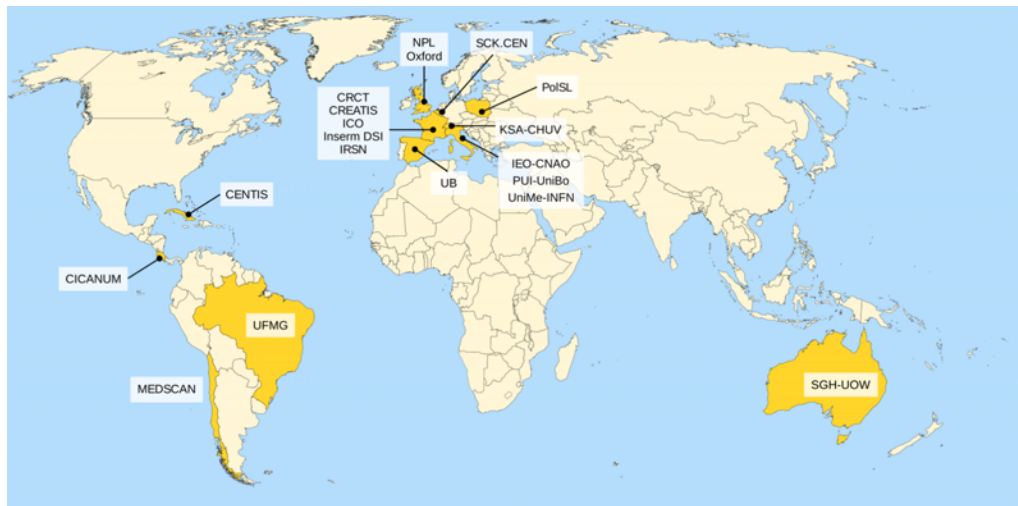 NPL
Oxford
SCK.CEN
CRCT
CREATIS
ICO
Inserm DSI
IRSN
PolSL
KSA-CHUV
IEO-CNAO
PUI-UniBo
UniMe-INFN
UB
CENTIS
CICANUM
UFMG
MEDSCAN
SGH-UOW